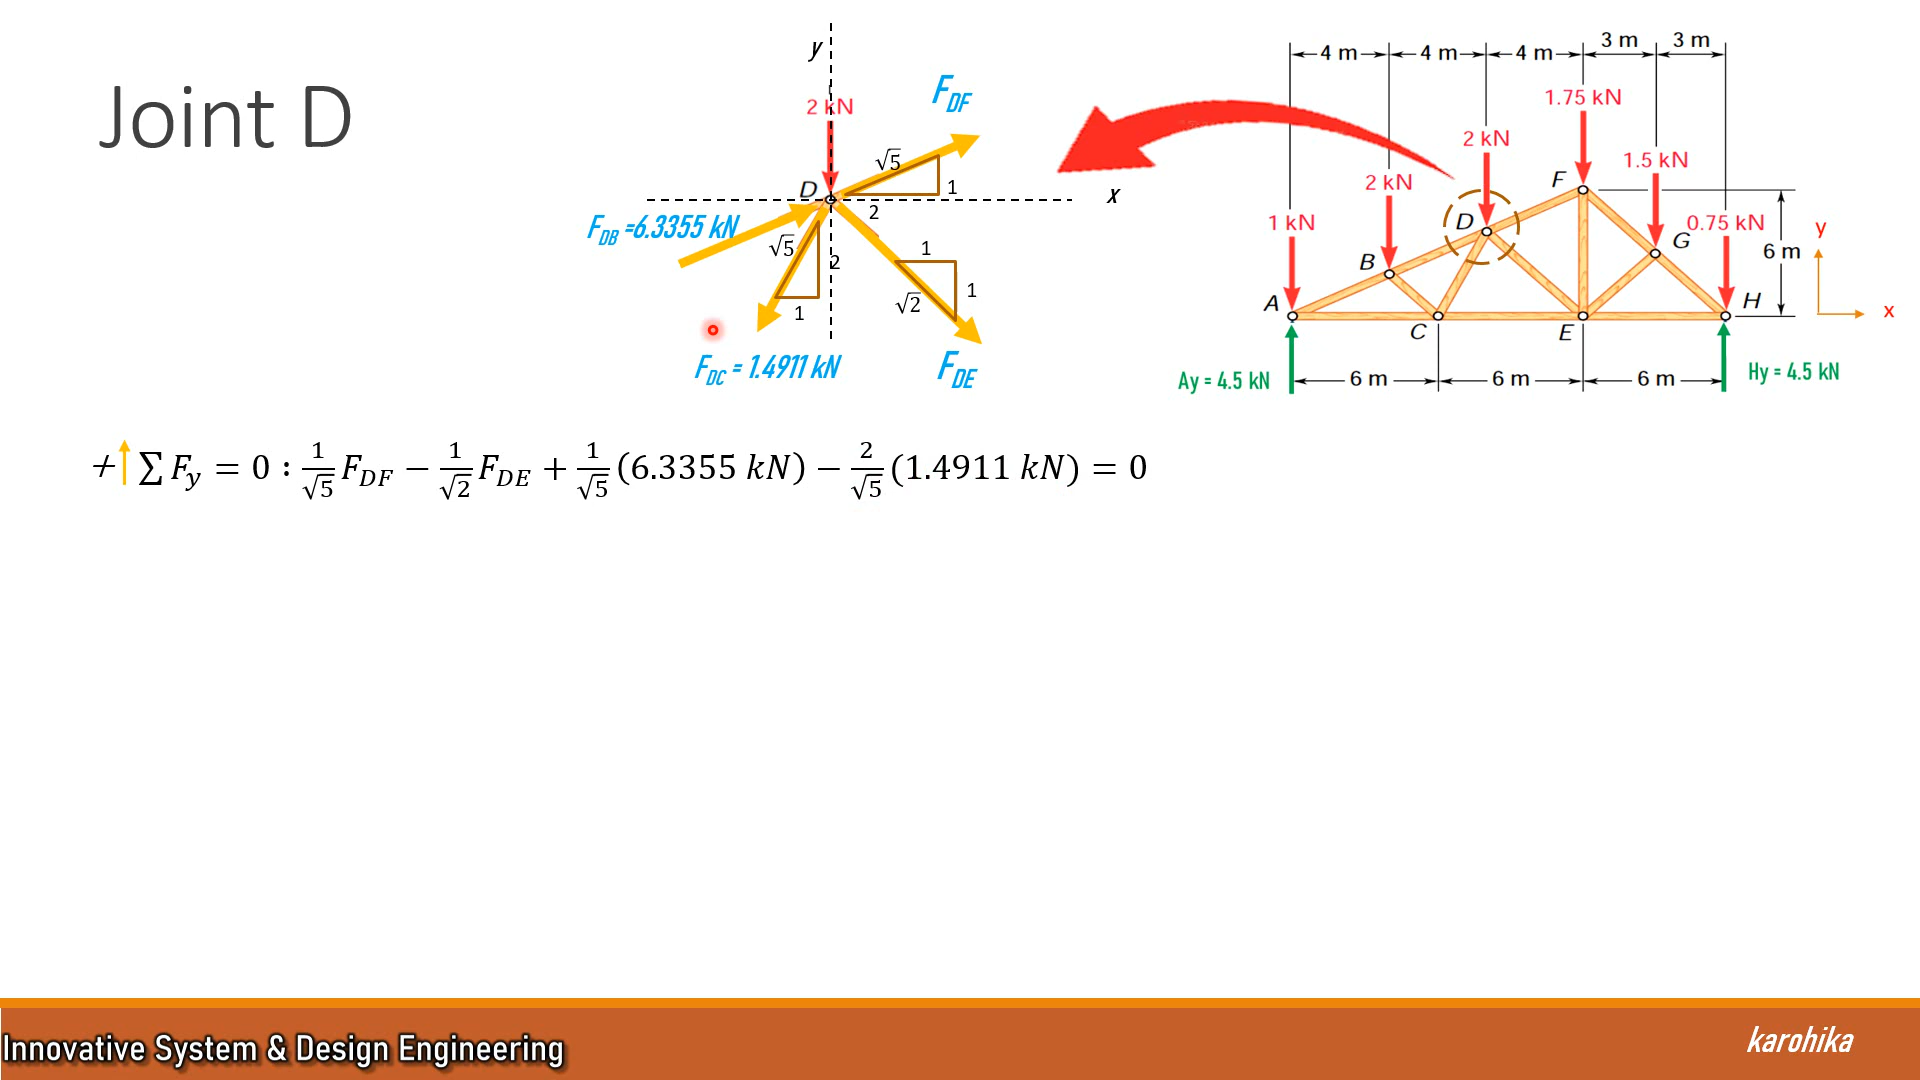 Joint D
y
2 kN
F_DF
√5
1
D
2
x
F_DB =6.3355 kN
√5
2
1
1
1
√2
F_DC = 1.4911 kN
F_DE
4 m
4 m
4 m
3 m
3 m
1.75 kN
2 kN
1.5 kN
2 kN
F
1 kN
D
G
0.75 kN
y
6 m
B
A
H
x
C
E
Ay = 4.5 kN
6 m
6 m
6 m
Hy = 4.5 kN
+↑ ∑ F_y = 0 : 1/√5 F_DF − 1/√2 F_DE + 1/√5 (6.3355 kN) − 2/√5 (1.4911 kN) = 0
Innovative System & Design Engineering
karohika